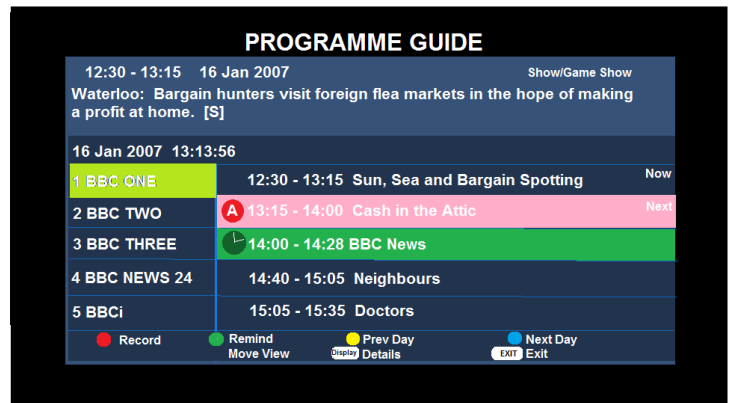 PROGRAMME GUIDE
12:30 - 13:15 16 Jan 2007 Show/Game Show
Waterloo: Bargain hunters visit foreign flea markets in the hope of making
a profit at home. [S]
16 Jan 2007 13:13:56
1 BBC ONE 12:30 - 13:15 Sun, Sea and Bargain Spotting Now
2 BBC TWO A 13:15 - 14:00 Cash in the Attic Next
3 BBC THREE 14:00 - 14:28 BBC News
4 BBC NEWS 24 14:40 - 15:05 Neighbours
5 BBCi 15:05 - 15:35 Doctors
Record Remind Prev Day Next Day
Move View Display Details EXIT Exit